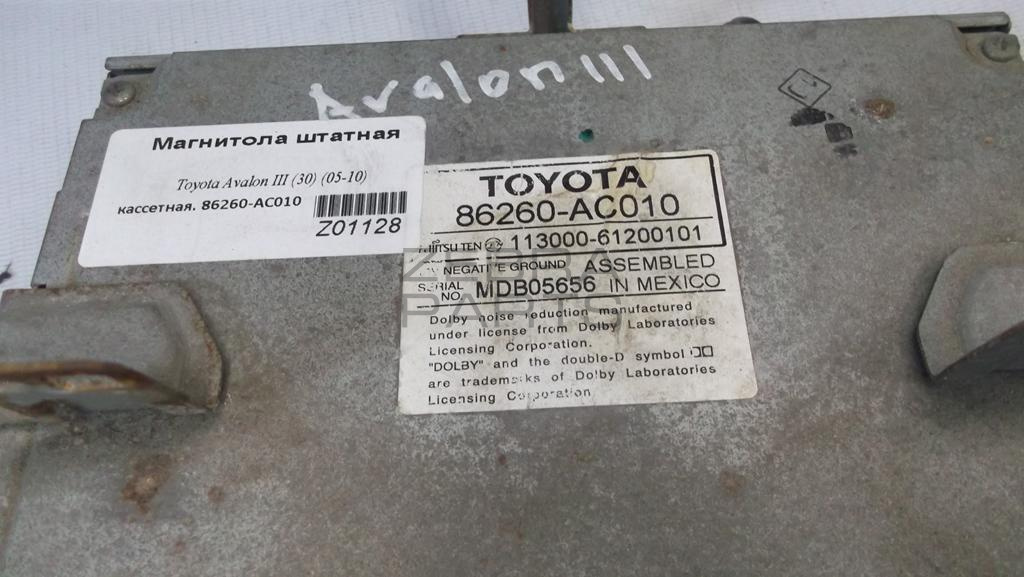 Avalon III
Магнитола штатная
Toyota Avalon III (30) (05-10)
кассетная. 86260-AC010
Z01128
TOYOTA
86260-AC010
113000-61200101
NEGATIVE GROUND ASSEMBLED
SERIAL NO. MDB05656 IN MEXICO
Dolby noise reduction manufactured
under license from Dolby Laboratories
Licensing Corporation.
"DOLBY" and the double-D symbol
are trademarks of Dolby Laboratories
Licensing Corporation
ZEBRA
PARTS